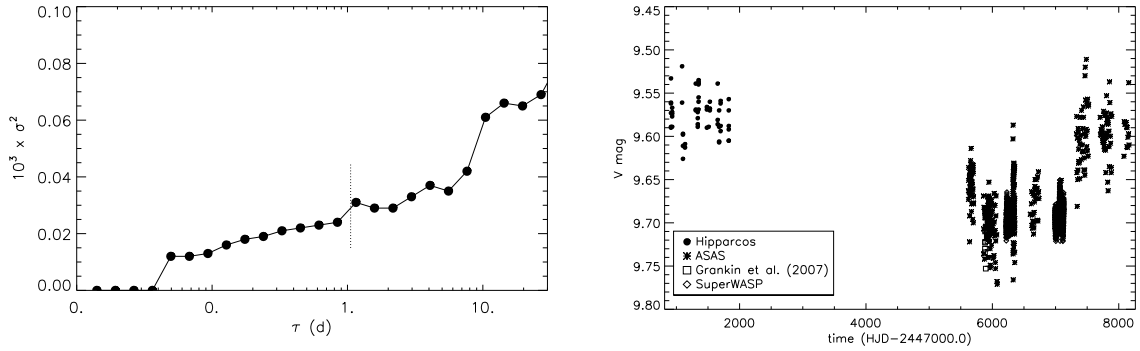 0.10
0.08
0.06
0.04
0.02
0.00
10³ x σ²
0.
0.
1.
10.
τ (d)
9.45
9.50
9.55
9.60
9.65
9.70
9.75
9.80
V mag
Hipparcos
ASAS
Grankin et al. (2007)
SuperWASP
2000
4000
6000
8000
time (HJD-2447000.0)